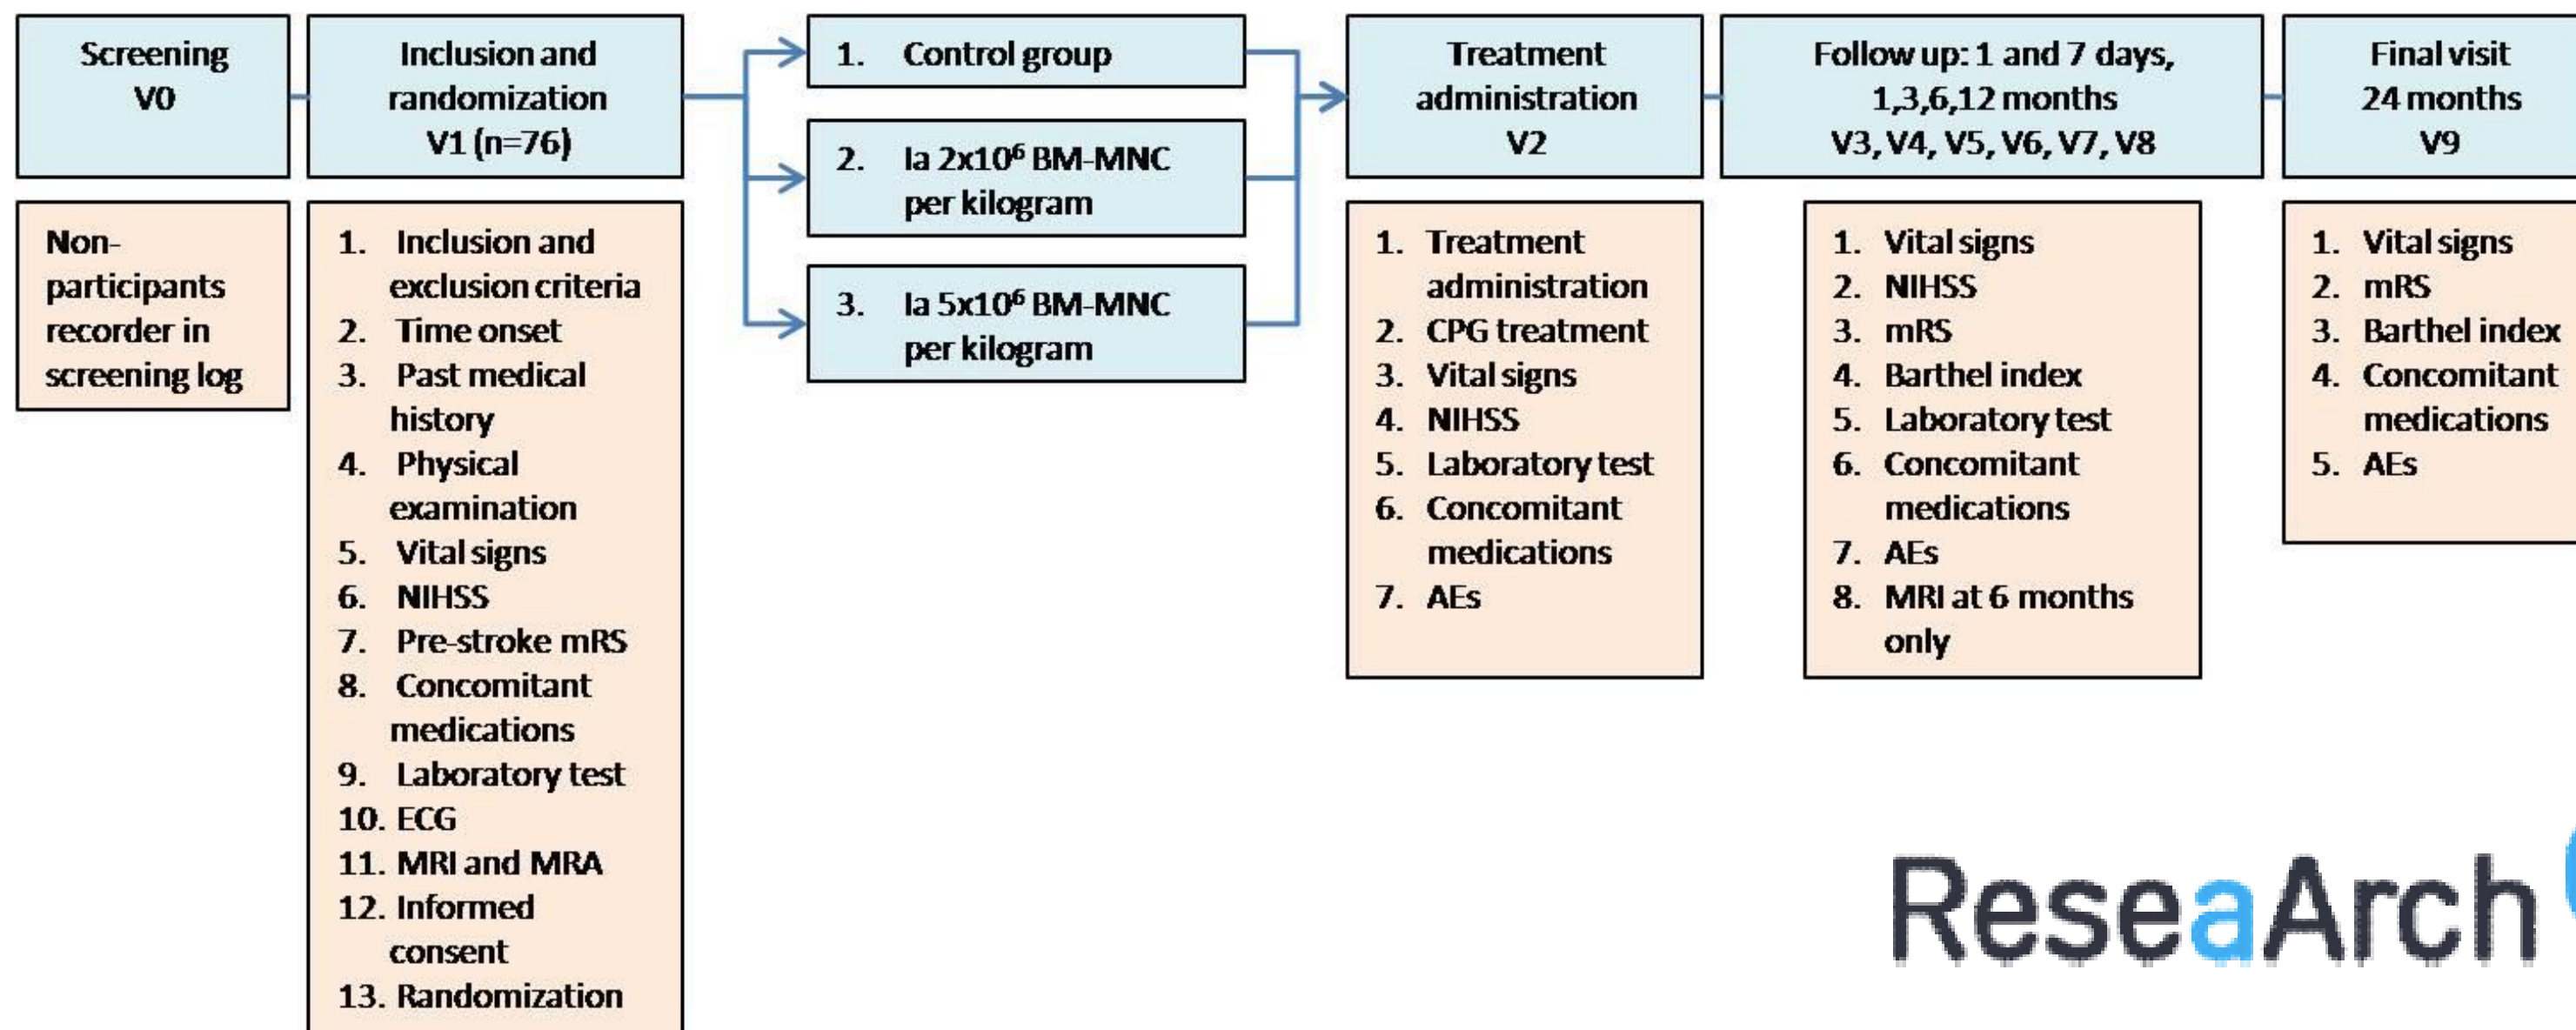 Screening
V0
Inclusion and
randomization
V1 (n=76)
1. Control group
2. Ia 2x10⁶ BM-MNC
per kilogram
3. Ia 5x10⁶ BM-MNC
per kilogram
Treatment
administration
V2
Follow up: 1 and 7 days,
1,3,6,12 months
V3, V4, V5, V6, V7, V8
Final visit
24 months
V9
Non-
participants
recorder in
screening log
1. Inclusion and
exclusion criteria
2. Time onset
3. Past medical
history
4. Physical
examination
5. Vital signs
6. NIHSS
7. Pre-stroke mRS
8. Concomitant
medications
9. Laboratory test
10. ECG
11. MRI and MRA
12. Informed
consent
13. Randomization
1. Treatment
administration
2. CPG treatment
3. Vital signs
4. NIHSS
5. Laboratory test
6. Concomitant
medications
7. AEs
1. Vital signs
2. NIHSS
3. mRS
4. Barthel index
5. Laboratory test
6. Concomitant
medications
7. AEs
8. MRI at 6 months
only
1. Vital signs
2. mRS
3. Barthel index
4. Concomitant
medications
5. AEs
ReseaArch